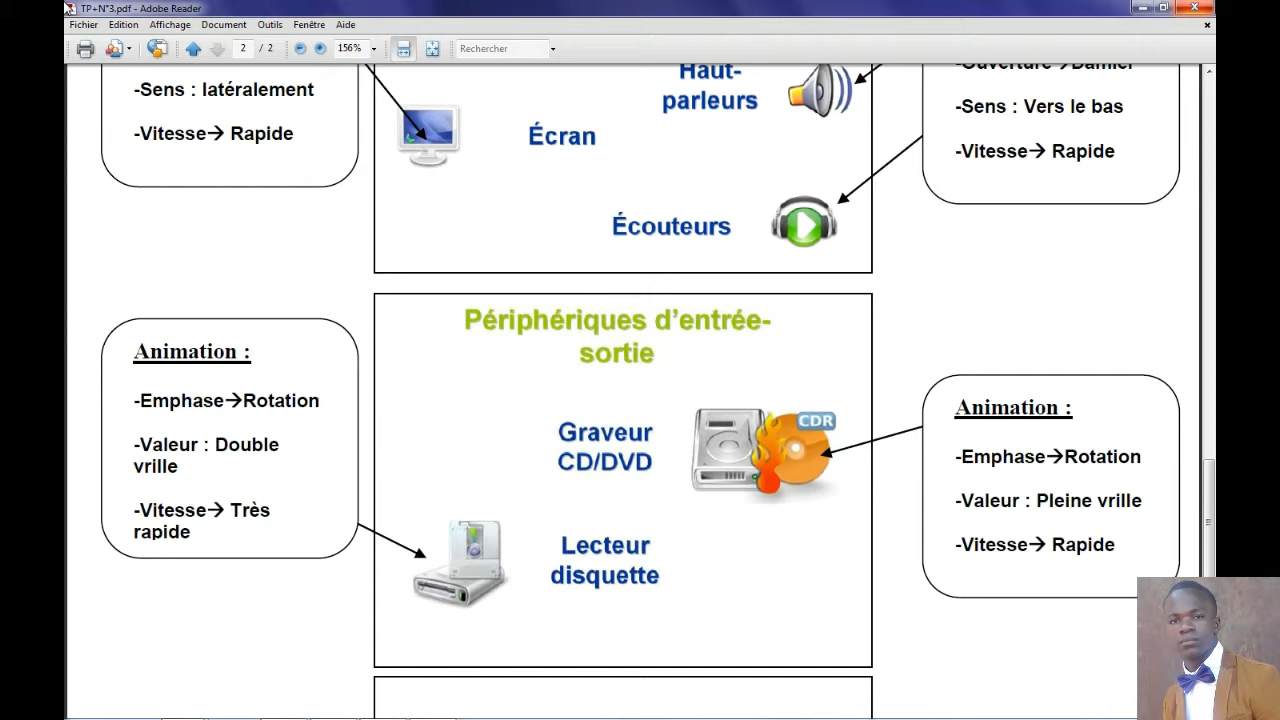 TP+N°3.pdf - Adobe Reader
Fichier Edition Affichage Document Outils Fenêtre Aide
2 / 2 156% Rechercher
-Sens : latéralement
-Vitesse→ Rapide
Haut-
parleurs
Écran
Écouteurs
-Ouverture→Damier
-Sens : Vers le bas
-Vitesse→ Rapide
Périphériques d'entrée-
sortie
Animation :
-Emphase→Rotation
-Valeur : Double
vrille
-Vitesse→ Très
rapide
Graveur
CD/DVD
CDR
Lecteur
disquette
Animation :
-Emphase→Rotation
-Valeur : Pleine vrille
-Vitesse→ Rapide